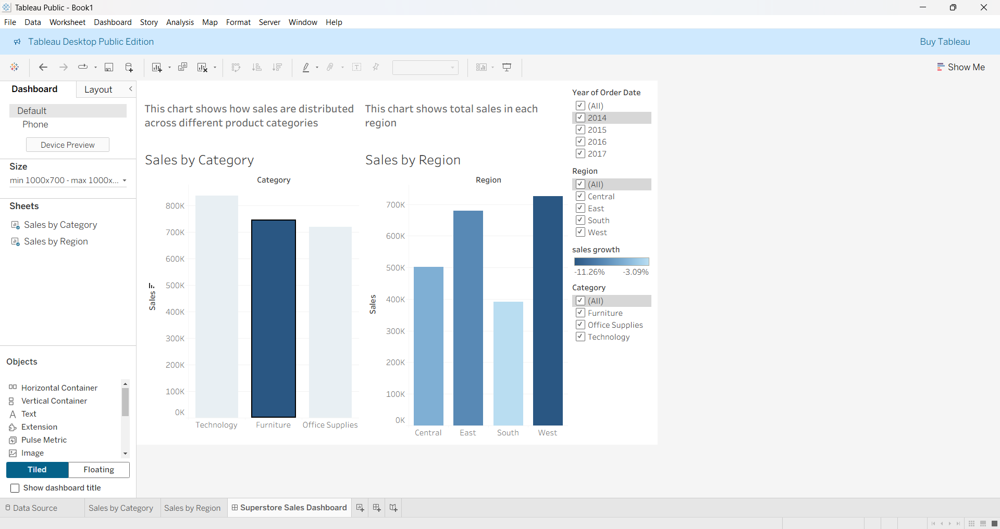 Tableau Public - Book1
File Data Worksheet Dashboard Story Analysis Map Format Server Window Help
Tableau Desktop Public Edition
Buy Tableau
Show Me
Dashboard
Layout
Default
Phone
Device Preview
Size
min 1000x700 - max 1000x...
Sheets
Sales by Category
Sales by Region
Objects
Horizontal Container
Vertical Container
Text
Extension
Pulse Metric
Image
Tiled
Floating
Show dashboard title
This chart shows how sales are distributed
across different product categories
Sales by Category
Category
Sales
800K
700K
600K
500K
400K
300K
200K
100K
0K
Technology
Furniture
Office Supplies
This chart shows total sales in each
region
Sales by Region
Region
Sales
700K
600K
500K
400K
300K
200K
100K
0K
Central
East
South
West
Year of Order Date
(All)
2014
2015
2016
2017
Region
(All)
Central
East
South
West
sales growth
-11.26%
-3.09%
Category
(All)
Furniture
Office Supplies
Technology
Data Source
Sales by Category
Sales by Region
Superstore Sales Dashboard